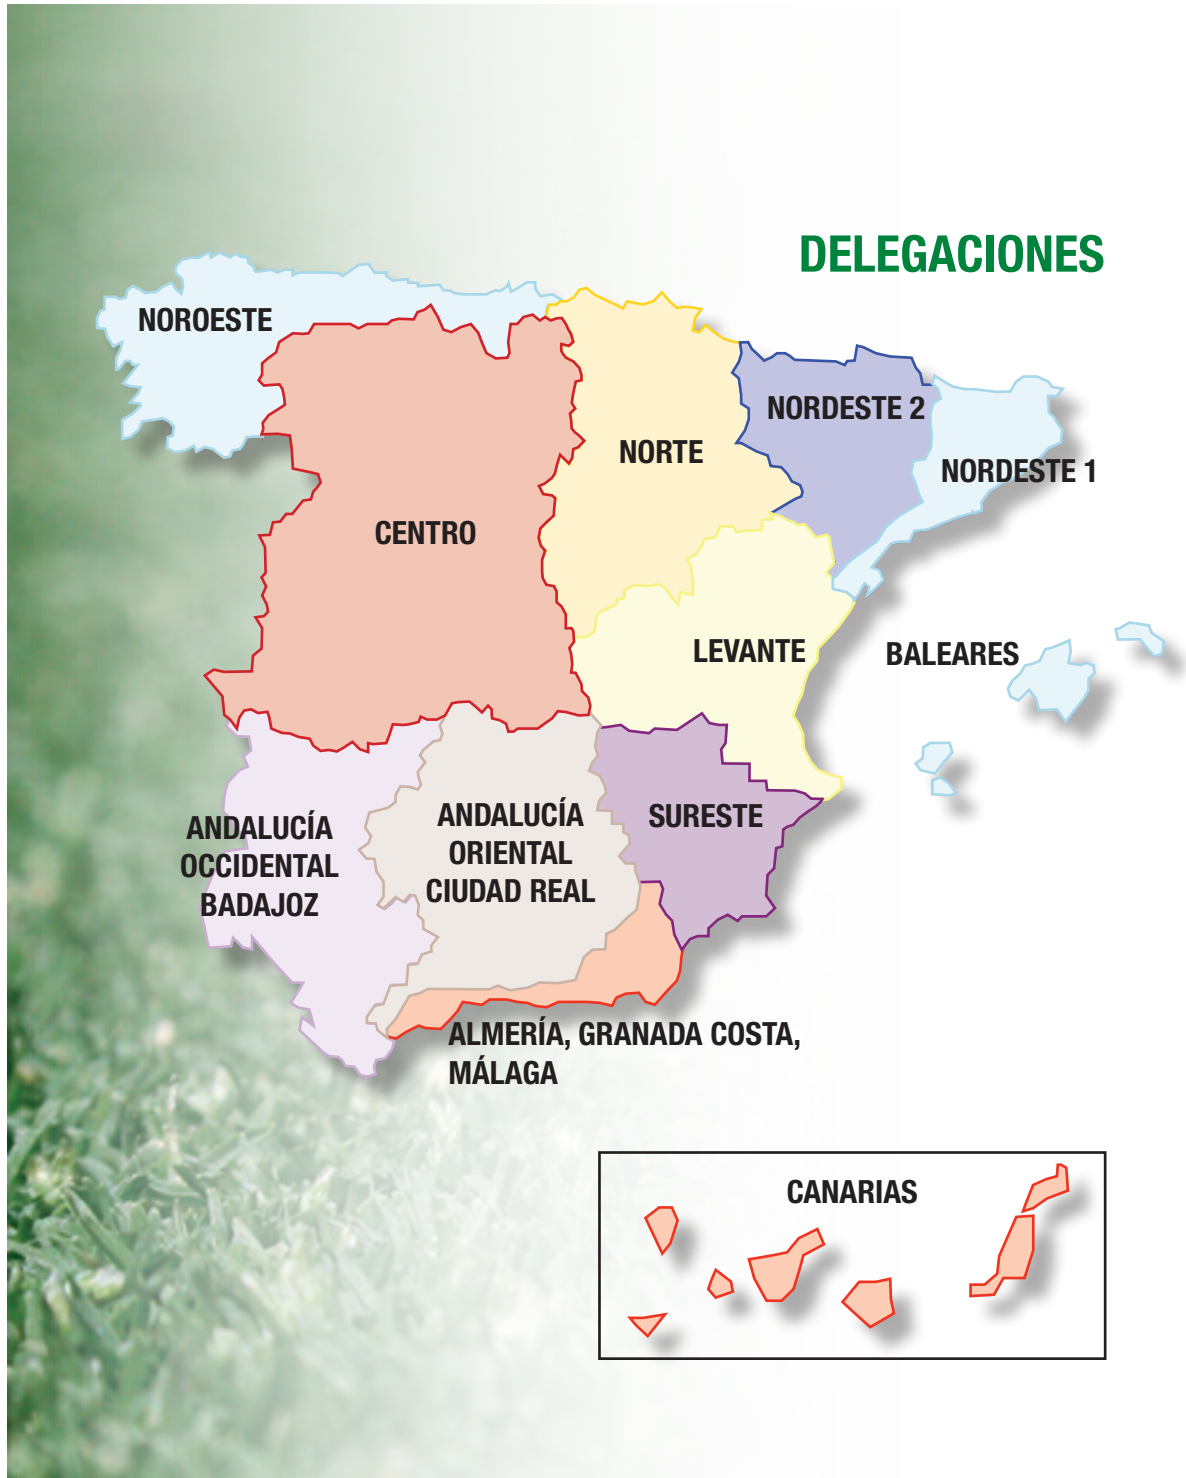 DELEGACIONES
NOROESTE
NORDESTE 2
NORTE
NORDESTE 1
CENTRO
LEVANTE
BALEARES
ANDALUCÍA
OCCIDENTAL
BADAJOZ
ANDALUCÍA
ORIENTAL
CIUDAD REAL
SURESTE
ALMERÍA, GRANADA COSTA,
MÁLAGA
CANARIAS